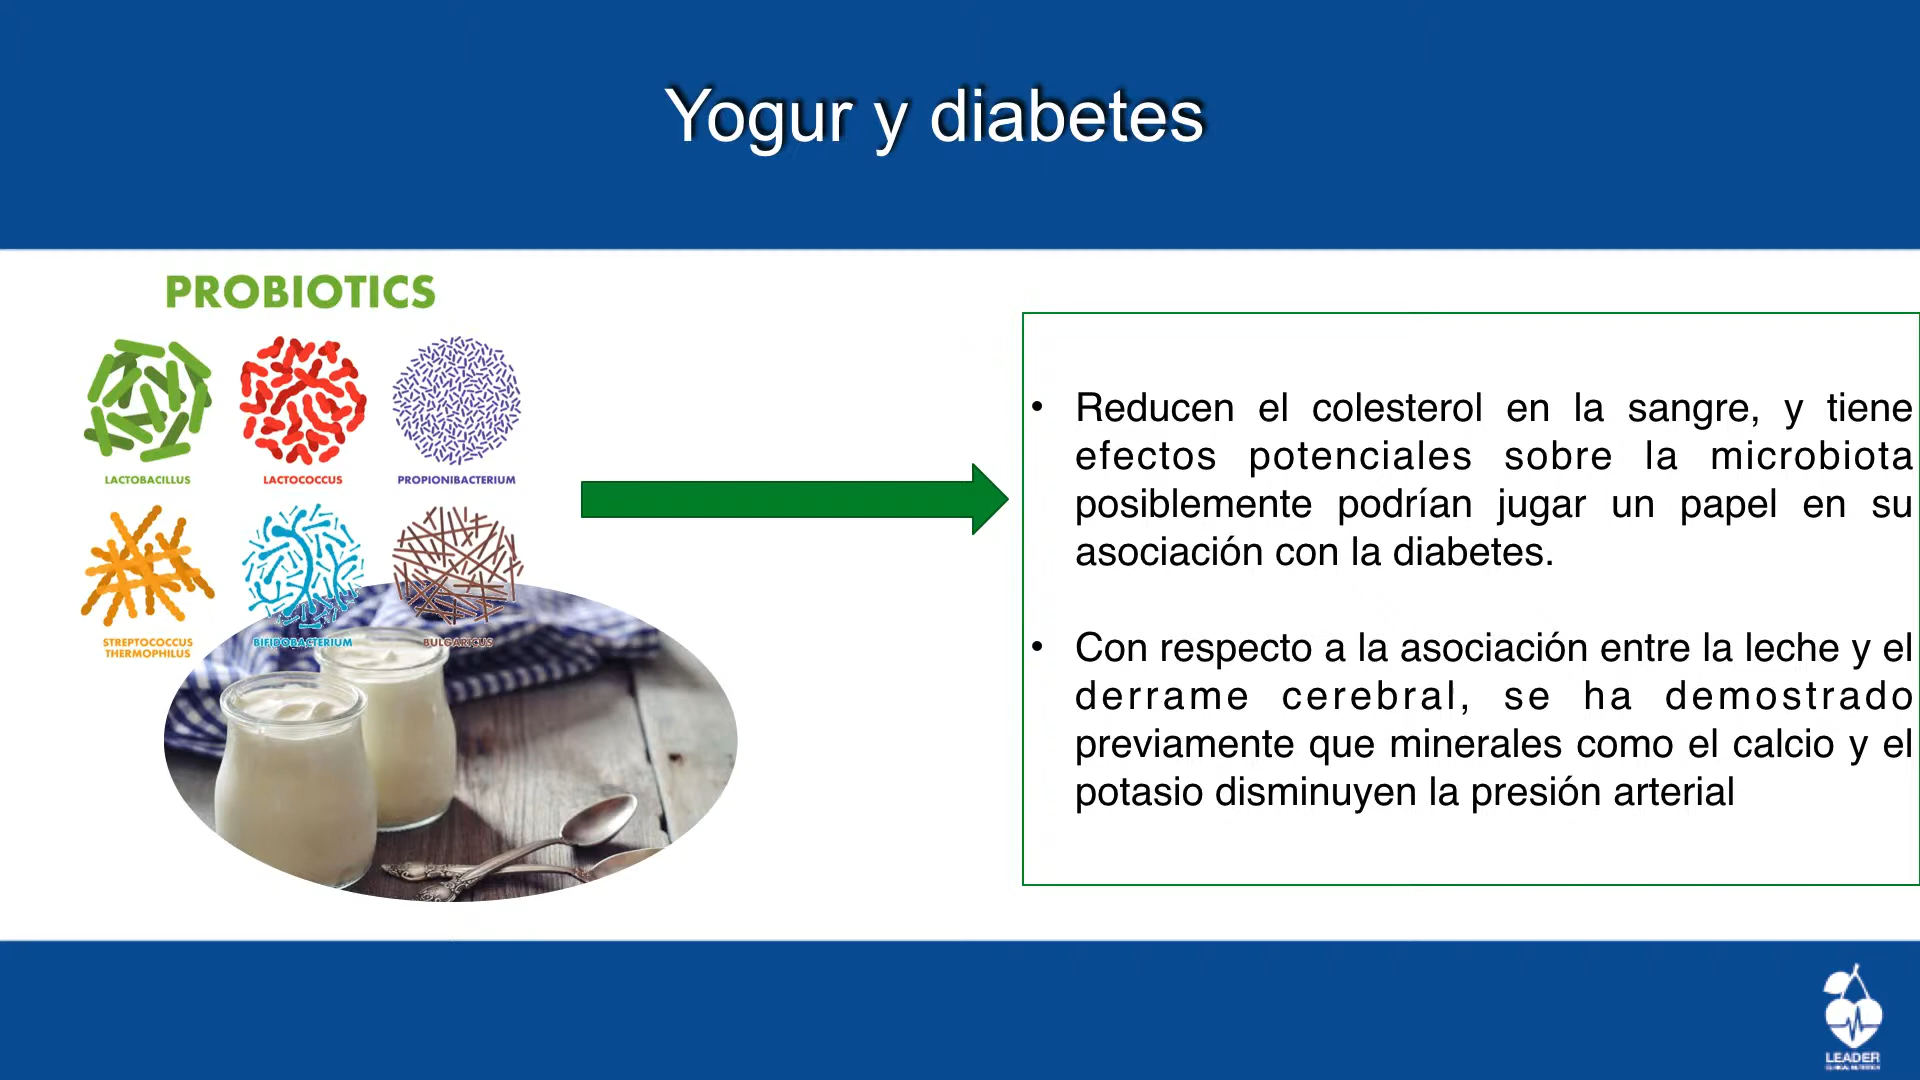 Yogur y diabetes
PROBIOTICS
LACTOBACILLUS
LACTOCOCCUS
PROPIONIBACTERIUM
STREPTOCOCCUS
THERMOPHILUS
BIFIDOBACTERIUM
BULGARICUS
• Reducen el colesterol en la sangre, y tiene
efectos potenciales sobre la microbiota
posiblemente podrían jugar un papel en su
asociación con la diabetes.
• Con respecto a la asociación entre la leche y el
derrame cerebral, se ha demostrado
previamente que minerales como el calcio y el
potasio disminuyen la presión arterial
LEADER
CLINICAL NUTRITION